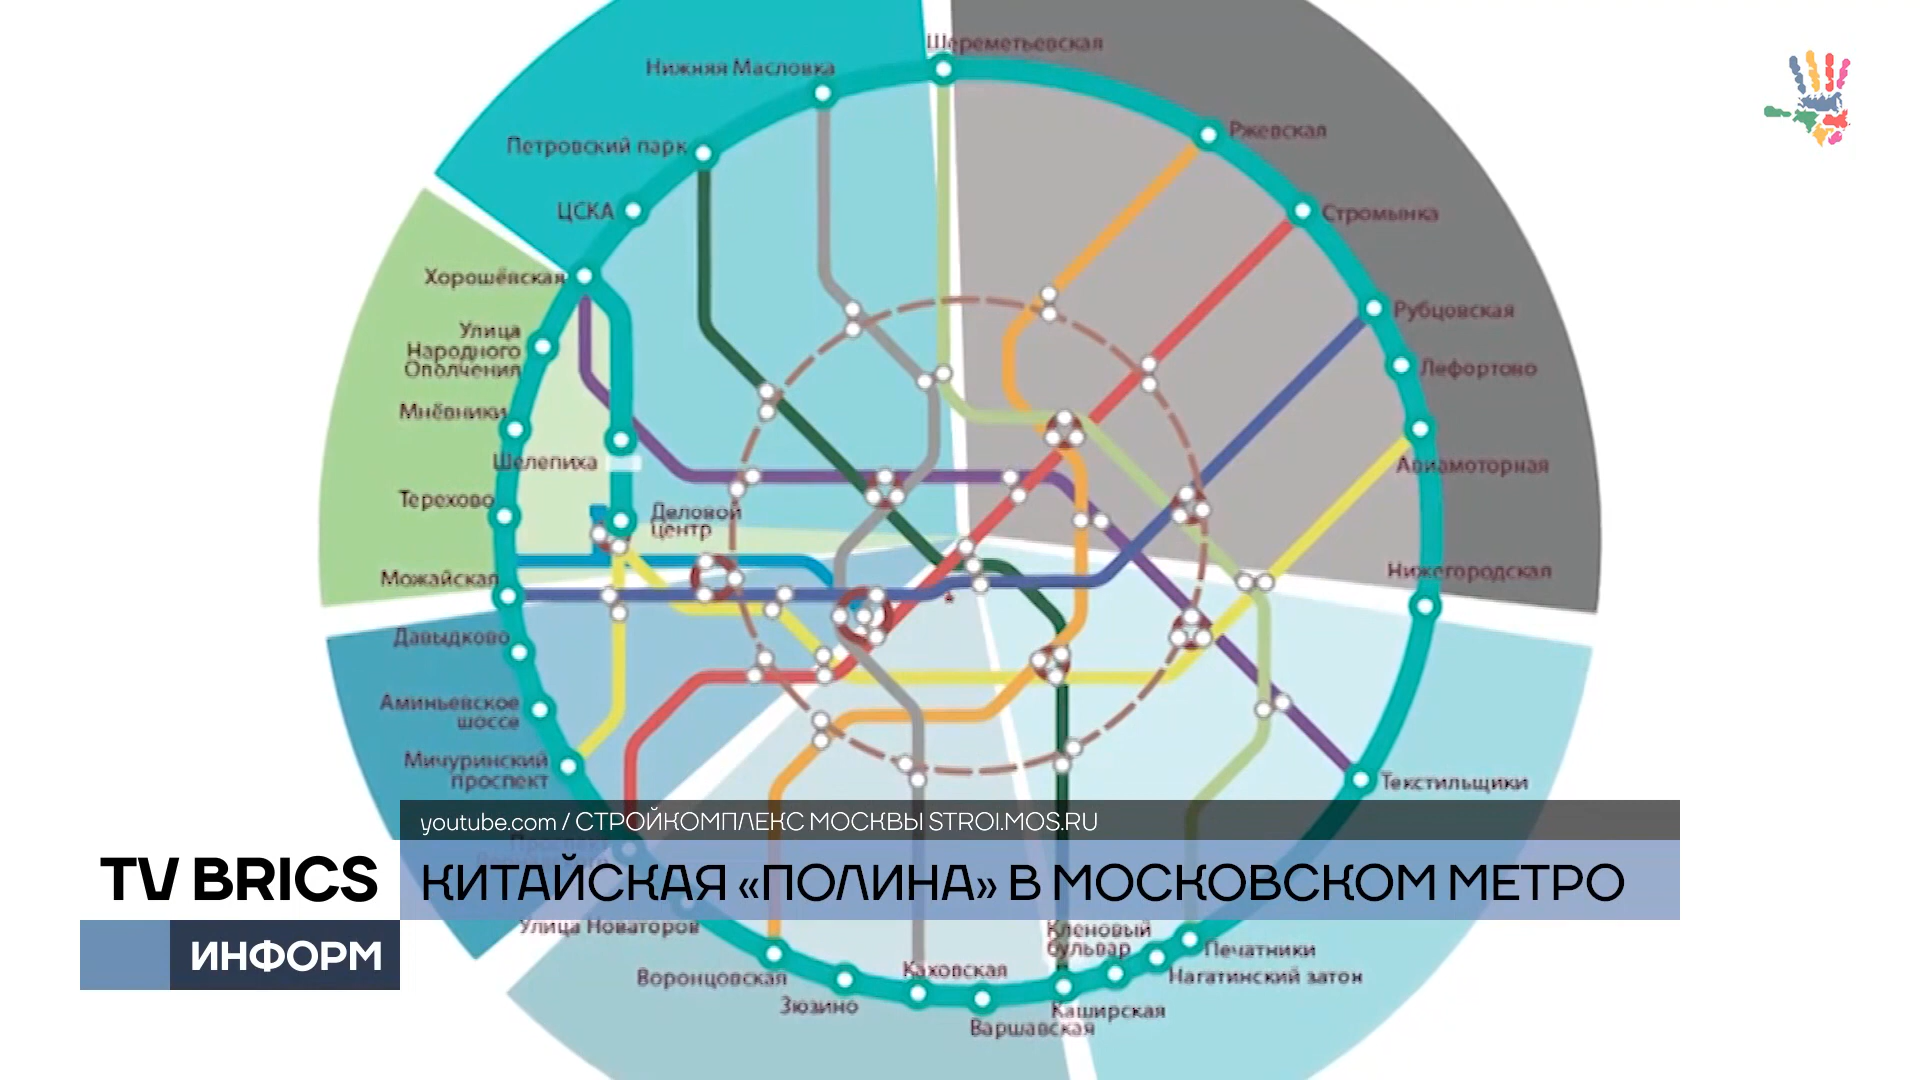 Шереметьевская
Нижняя Масловка
Ржевская
Петровский парк
ЦСКА
Стромынка
Хорошёвская
Рубцовская
Улица
Народного
Ополчения
Лефортово
Мнёвники
Шелепиха
Авиамоторная
Терехово
Деловой
центр
Можайская
Нижегородская
Давыдково
Аминьевское
шоссе
Мичуринский
проспект
Текстильщики
youtube.com / СТРОЙКОМПЛЕКС МОСКВЫ STROI.MOS.RU
TV BRICS
КИТАЙСКАЯ «ПОЛИНА» В МОСКОВСКОМ МЕТРО
ИНФОРМ
Улица Новаторов
Кленовый
бульвар
Печатники
Воронцовская
Каховская
Нагатинский затон
Зюзино
Каширская
Варшавская